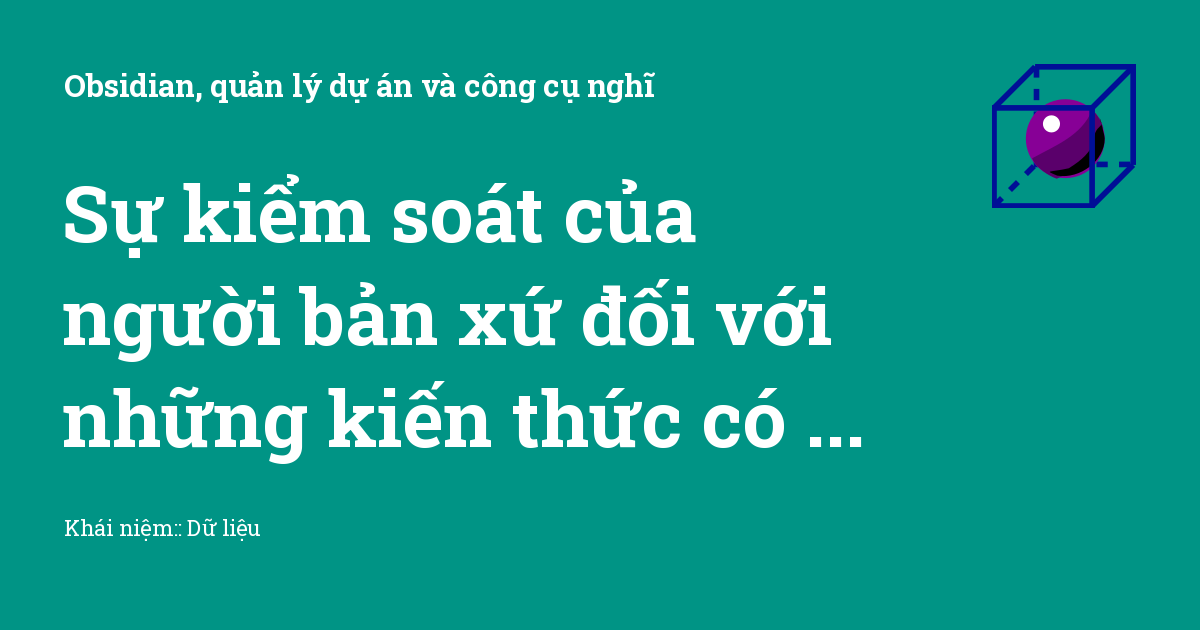 Obsidian, quản lý dự án và công cụ nghĩ
Sự kiểm soát của
người bản xứ đối với
những kiến thức có ...
Khái niệm:: Dữ liệu